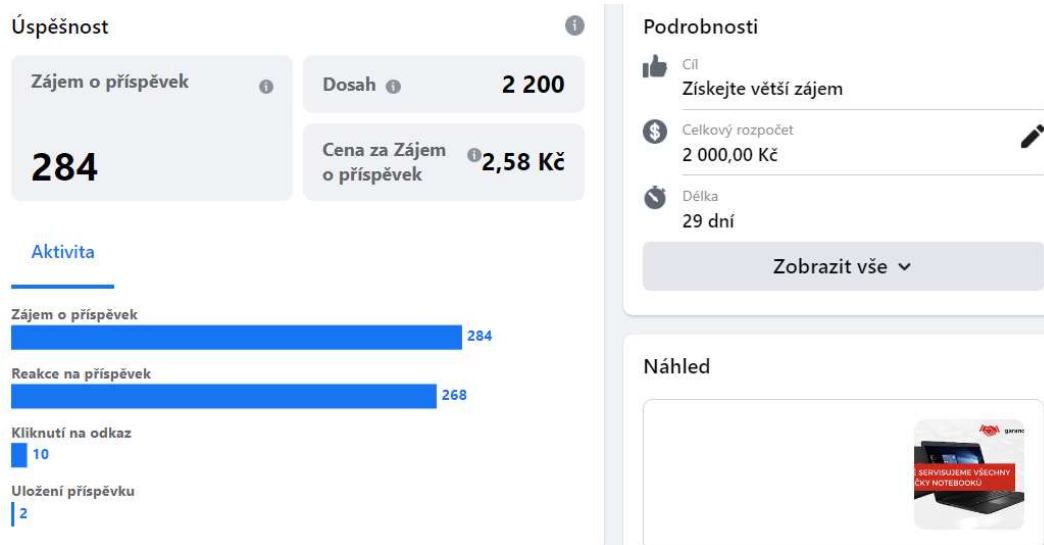 Úspěšnost
Zájem o příspěvek
284
Dosah
2 200
Cena za Zájem
o příspěvek
2,58 Kč
Aktivita
Zájem o příspěvek
284
Reakce na příspěvek
268
Kliknutí na odkaz
10
Uložení příspěvku
2
Podrobnosti
Cíl
Získejte větší zájem
Celkový rozpočet
2 000,00 Kč
Délka
29 dní
Zobrazit vše
Náhled
SERVISUJEME VŠECHNY
NOTEBOOKŮ